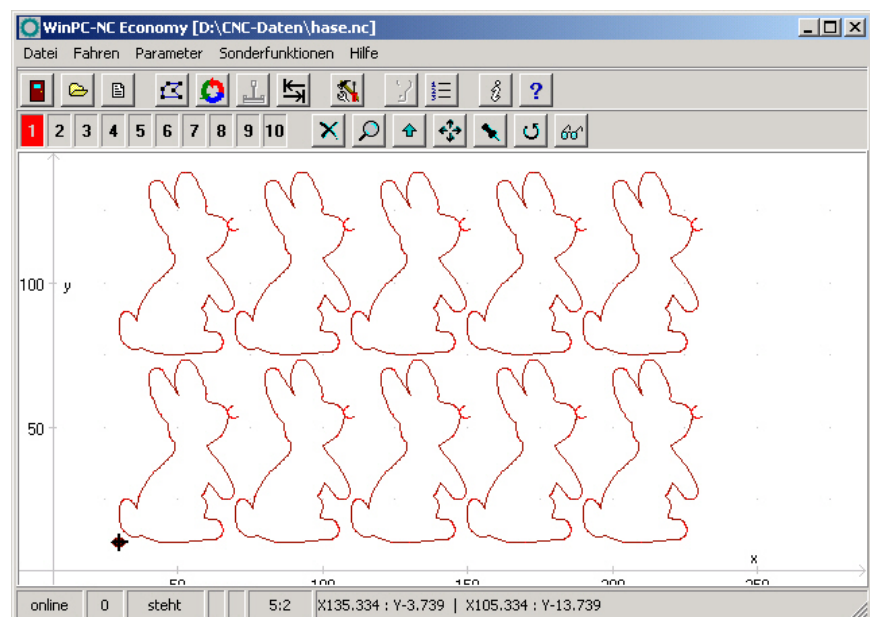 WinPC-NC Economy [D:\CNC-Daten\hase.nc]
Datei Fahren Parameter Sonderfunktionen Hilfe
1 2 3 4 5 6 7 8 9 10
100 y
50
x
50 100 150 200 250
online 0 steht 5:2 X135.334 : Y-3.739 | X105.334 : Y-13.739